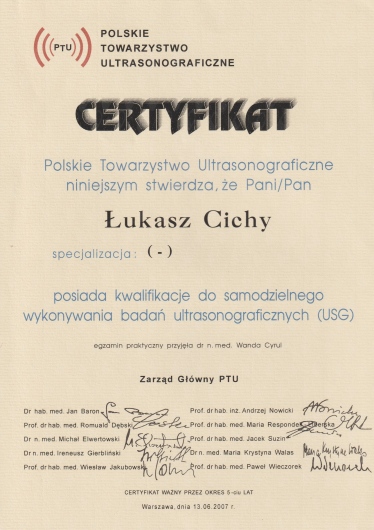 PTU
POLSKIE
TOWARZYSTWO
ULTRASONOGRAFICZNE
CERTYFIKAT
Polskie Towarzystwo Ultrasonograficzne
niniejszym stwierdza, że Pani/Pan
Łukasz Cichy
specjalizacja: (-)
posiada kwalifikacje do samodzielnego
wykonywania badań ultrasonograficznych (USG)
egzamin praktyczny przyjęła dr n. med. Wanda Cyrul
Zarząd Główny PTU
Dr hab. med. Jan Baron
Prof. dr hab. inż. Andrzej Nowicki
Prof. dr hab. med. Romuald Dębski
Prof. dr hab. med. Maria Respondek
Dr n. med. Michał Elwertowski
Prof. dr hab. med. Jacek Suzin
Dr n. med. Ireneusz Gierbliński
Dr n. med. Maria Krystyna Walas
Prof. dr hab. med. Wiesław Jakubowski
Prof. dr hab. med. Paweł Wieczorek
CERTYFIKAT WAŻNY PRZEZ OKRES 5-ciu LAT
Warszawa, dnia 13.06.2007 r.